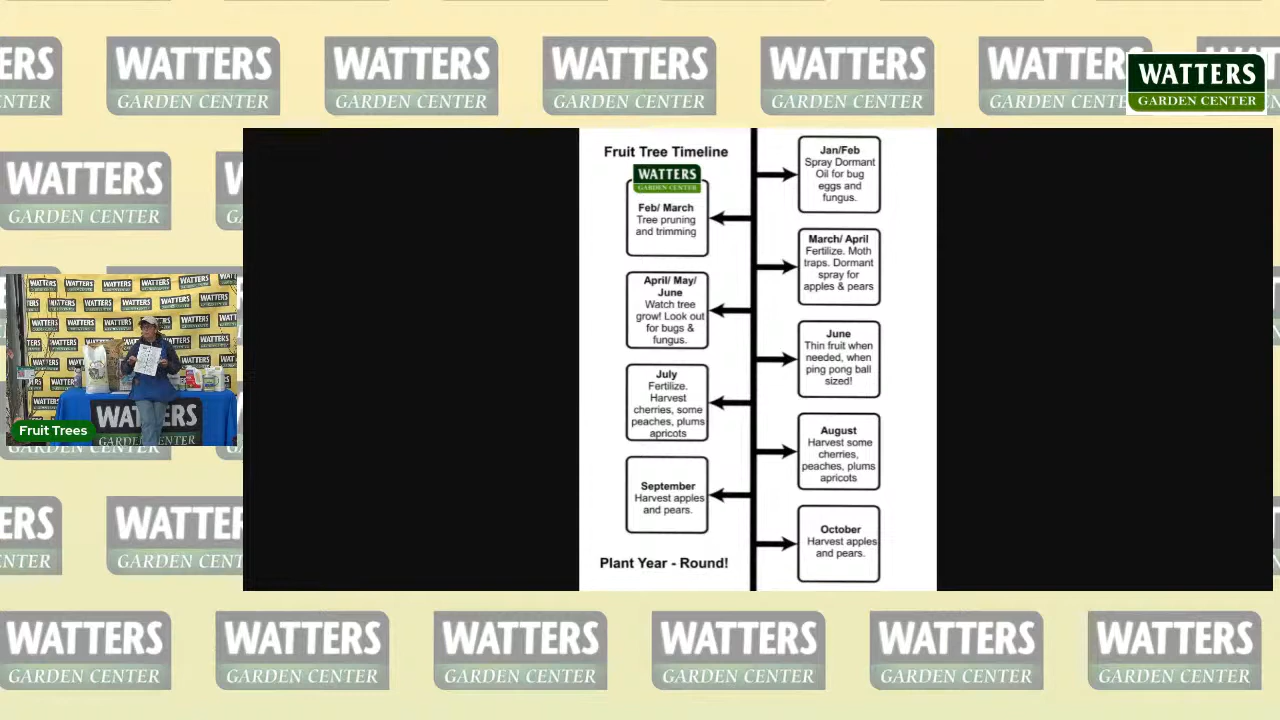 WATTERS
GARDEN CENTER
Fruit Tree Timeline
WATTERS
GARDEN CENTER
Jan/Feb
Spray Dormant
Oil for bug
eggs and
fungus.
Feb/ March
Tree pruning
and trimming
March/ April
Fertilize. Moth
traps. Dormant
spray for
apples & pears
April/ May/
June
Watch tree
grow! Look out
for bugs &
fungus.
June
Thin fruit when
needed, when
ping pong ball
sized!
July
Fertilize.
Harvest
cherries, some
peaches, plums
apricots
August
Harvest some
cherries,
peaches, plums
apricots
September
Harvest apples
and pears.
October
Harvest apples
and pears.
Plant Year - Round!
Fruit Trees
WATTERS
GARDEN CENTER